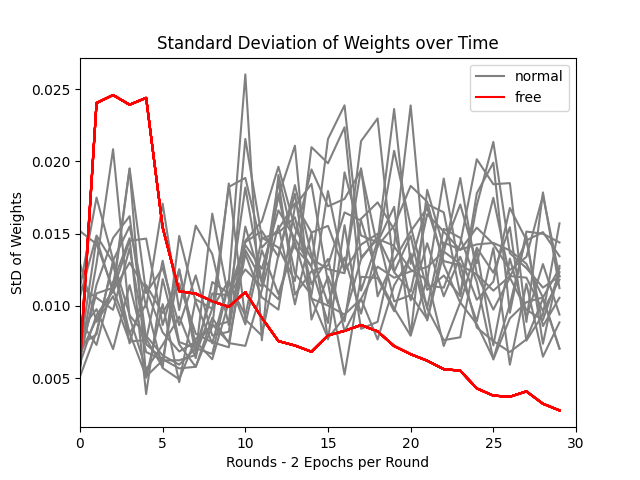 Standard Deviation of Weights over Time
normal
free
StD of Weights
0.025
0.020
0.015
0.010
0.005
0 5 10 15 20 25 30
Rounds - 2 Epochs per Round